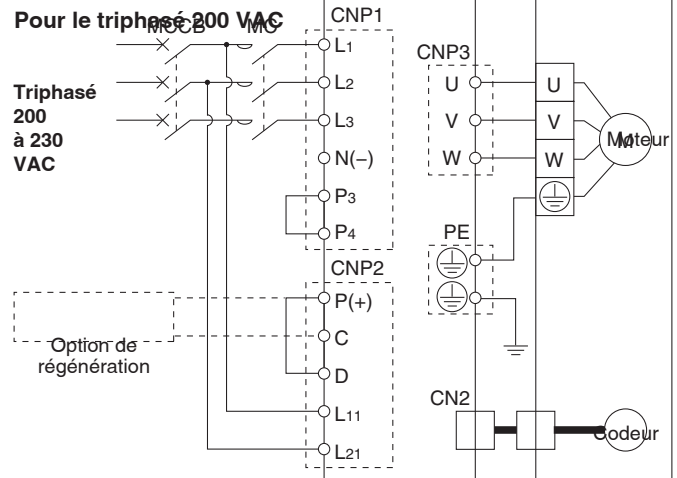 Pour le triphasé 200 VAC
MCCB
MC
CNP1
L1
L2
L3
N(−)
P3
P4
Triphasé
200
à 230
VAC
CNP3
U
V
W
U
V
W
Moteur
M
PE
CNP2
P(+)
C
D
L11
L21
Option de
régénération
CN2
Codeur